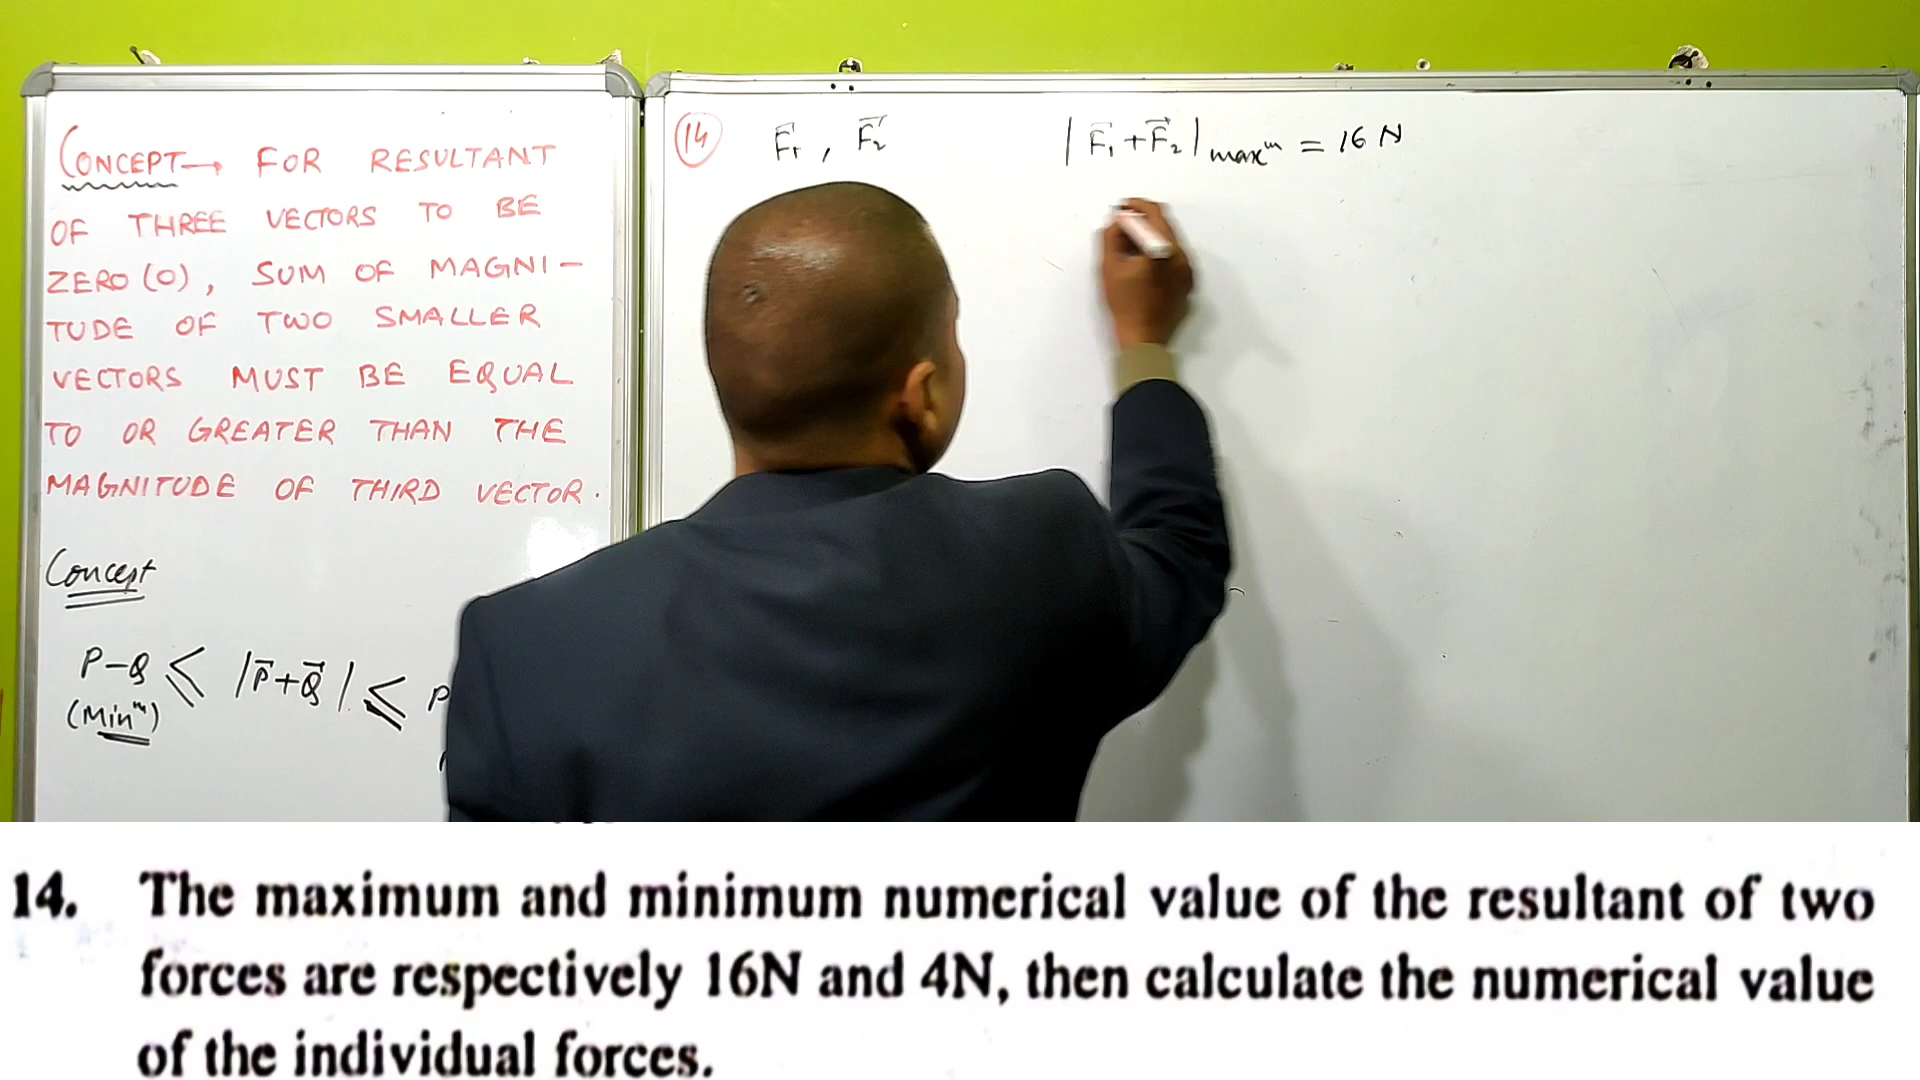 CONCEPT → FOR RESULTANT
OF THREE VECTORS TO BE
ZERO (0), SUM OF MAGNI-
TUDE OF TWO SMALLER
VECTORS MUST BE EQUAL
TO OR GREATER THAN THE
MAGNITUDE OF THIRD VECTOR.
Concept
P-Q ≤ |P⃗+Q⃗| ≤ P
(Minᵐ)
14 F⃗₁, F⃗₂ |F⃗₁+F⃗₂| maxᵐ = 16 N
14. The maximum and minimum numerical value of the resultant of two
forces are respectively 16N and 4N, then calculate the numerical value
of the individual forces.